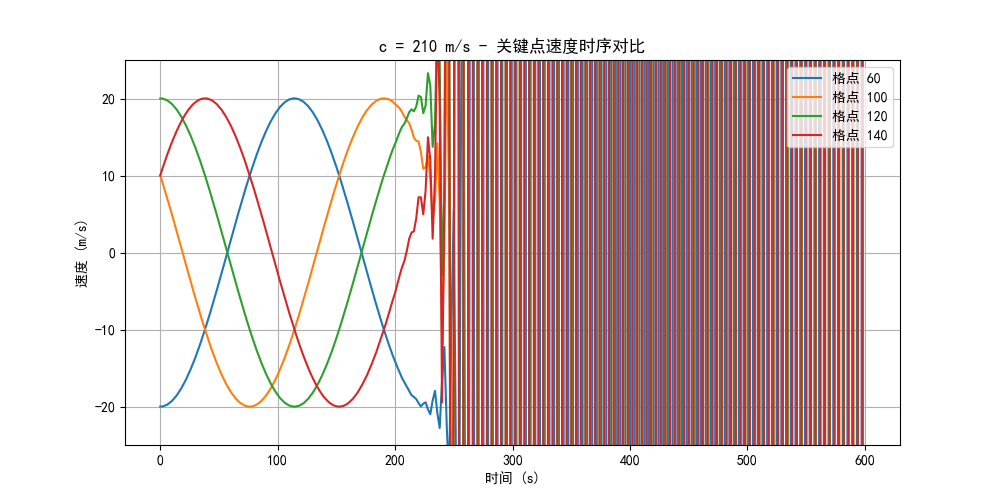 c = 210 m/s - 关键点速度时序对比
格点 60
格点 100
格点 120
格点 140
速度 (m/s)
20
10
0
−10
−20
0 100 200 300 400 500 600
时间 (s)